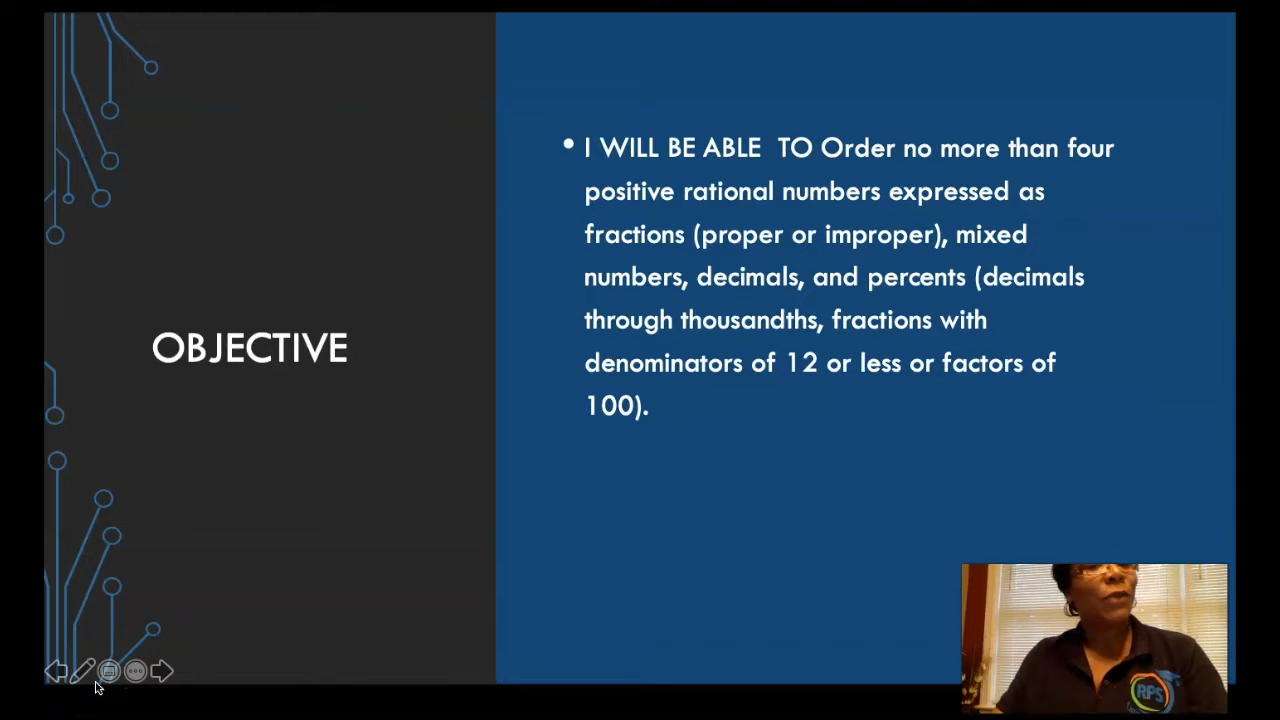 OBJECTIVE
• I WILL BE ABLE  TO Order no more than four
positive rational numbers expressed as
fractions (proper or improper), mixed
numbers, decimals, and percents (decimals
through thousandths, fractions with
denominators of 12 or less or factors of
100).
RPS